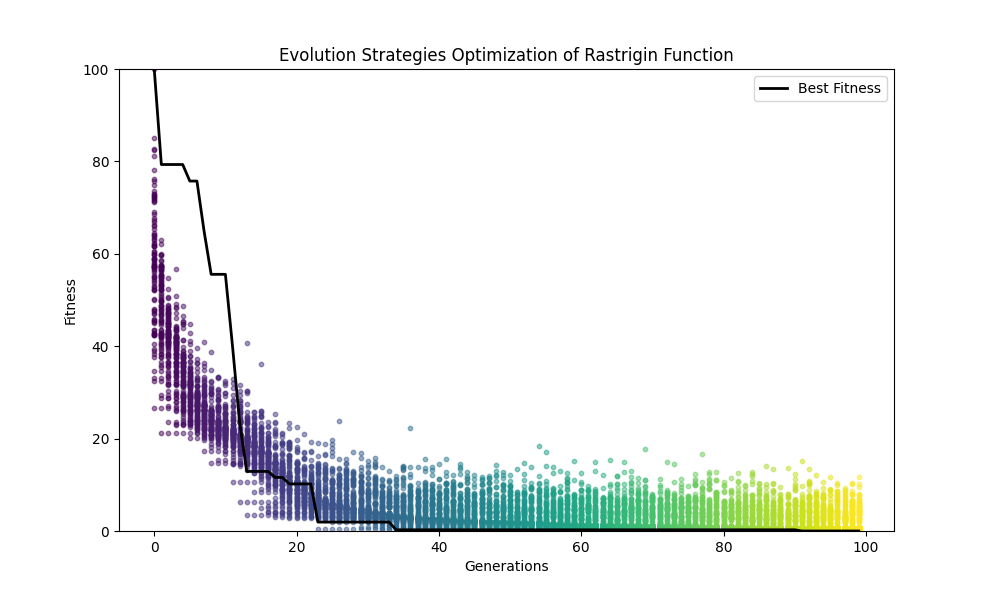 Evolution Strategies Optimization of Rastrigin Function
Best Fitness
100
80
60
40
20
0
Fitness
0 20 40 60 80 100
Generations